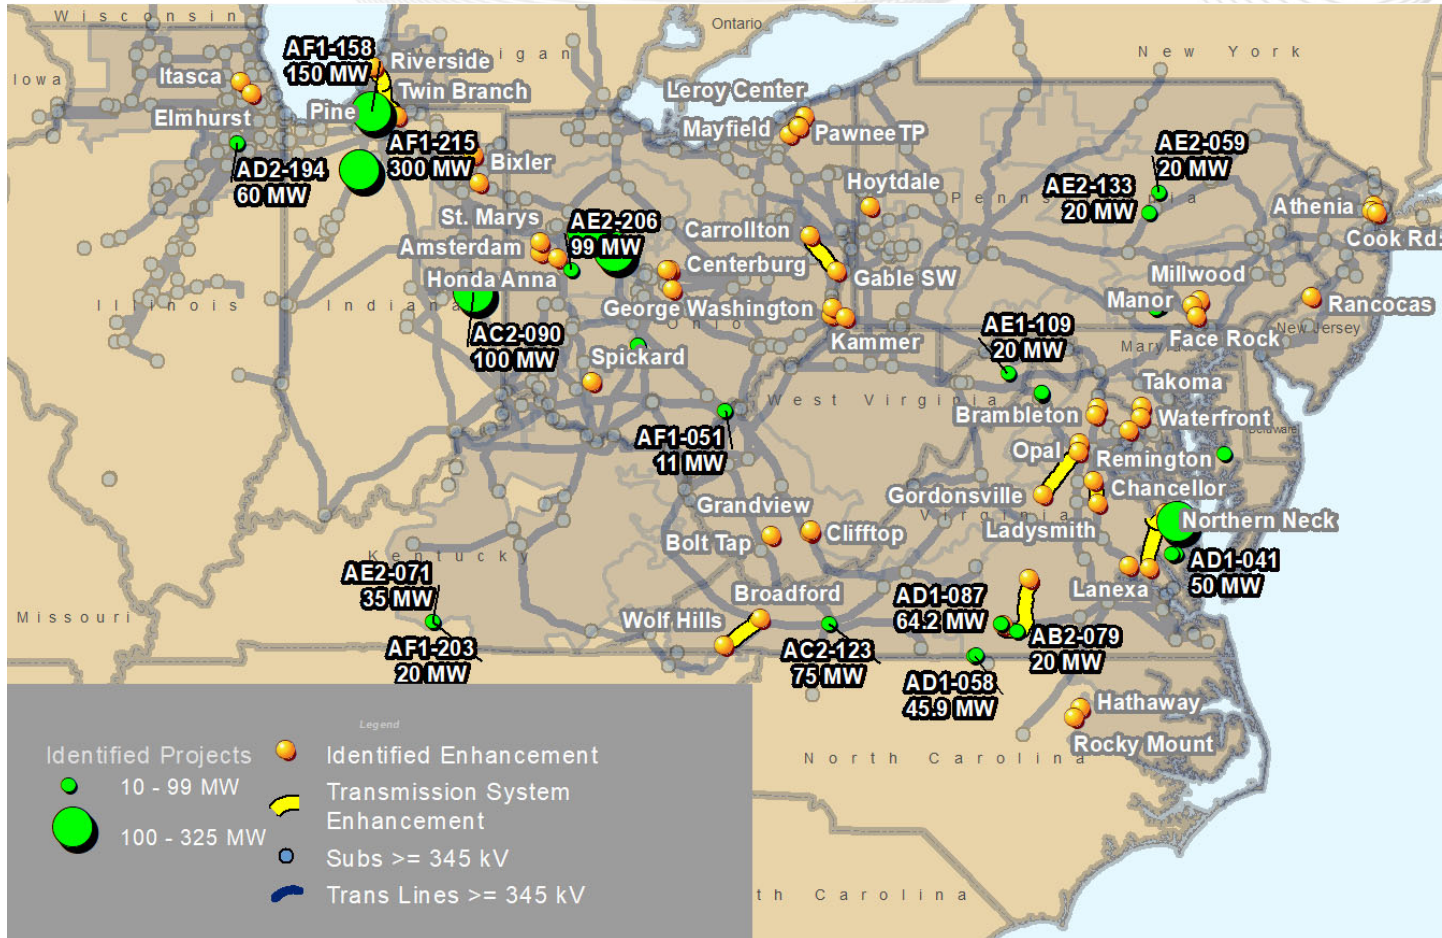 Wisconsin
Ontario
Michigan
New York
Iowa
AF1-158
150 MW
Riverside
Itasca
Twin Branch
Leroy Center
Elmhurst
Pine
Mayfield
PawneeTP
AF1-215
300 MW
Bixler
AD2-194
60 MW
AE2-059
20 MW
AE2-133
20 MW
Hoytdale
Pennsylvania
St. Marys
AE2-206
99 MW
Carrollton
Athenia
Cook Rd.
Amsterdam
Centerburg
Gable SW
Millwood
Honda Anna
Illinois
Indiana
George Washington
Ohio
Manor
Rancocas
AE1-109
20 MW
Face Rock
New Jersey
AC2-090
100 MW
Kammer
Spickard
Maryland
Takoma
West Virginia
Brambleton
Waterfront
Delaware
AF1-051
11 MW
Opal
Remington
Gordonsville
Chancellor
Grandview
Virginia
Ladysmith
Northern Neck
Bolt Tap
Clifftop
Kentucky
AE2-071
35 MW
AD1-041
50 MW
Lanexa
Missouri
Broadford
Wolf Hills
AD1-087
64.2 MW
AF1-203
20 MW
AC2-123
75 MW
AB2-079
20 MW
AD1-058
45.9 MW
Hathaway
Rocky Mount
North Carolina
Legend
Identified Projects
10 - 99 MW
100 - 325 MW
Identified Enhancement
Transmission System
Enhancement
Subs >= 345 kV
Trans Lines >= 345 kV
th Carolina